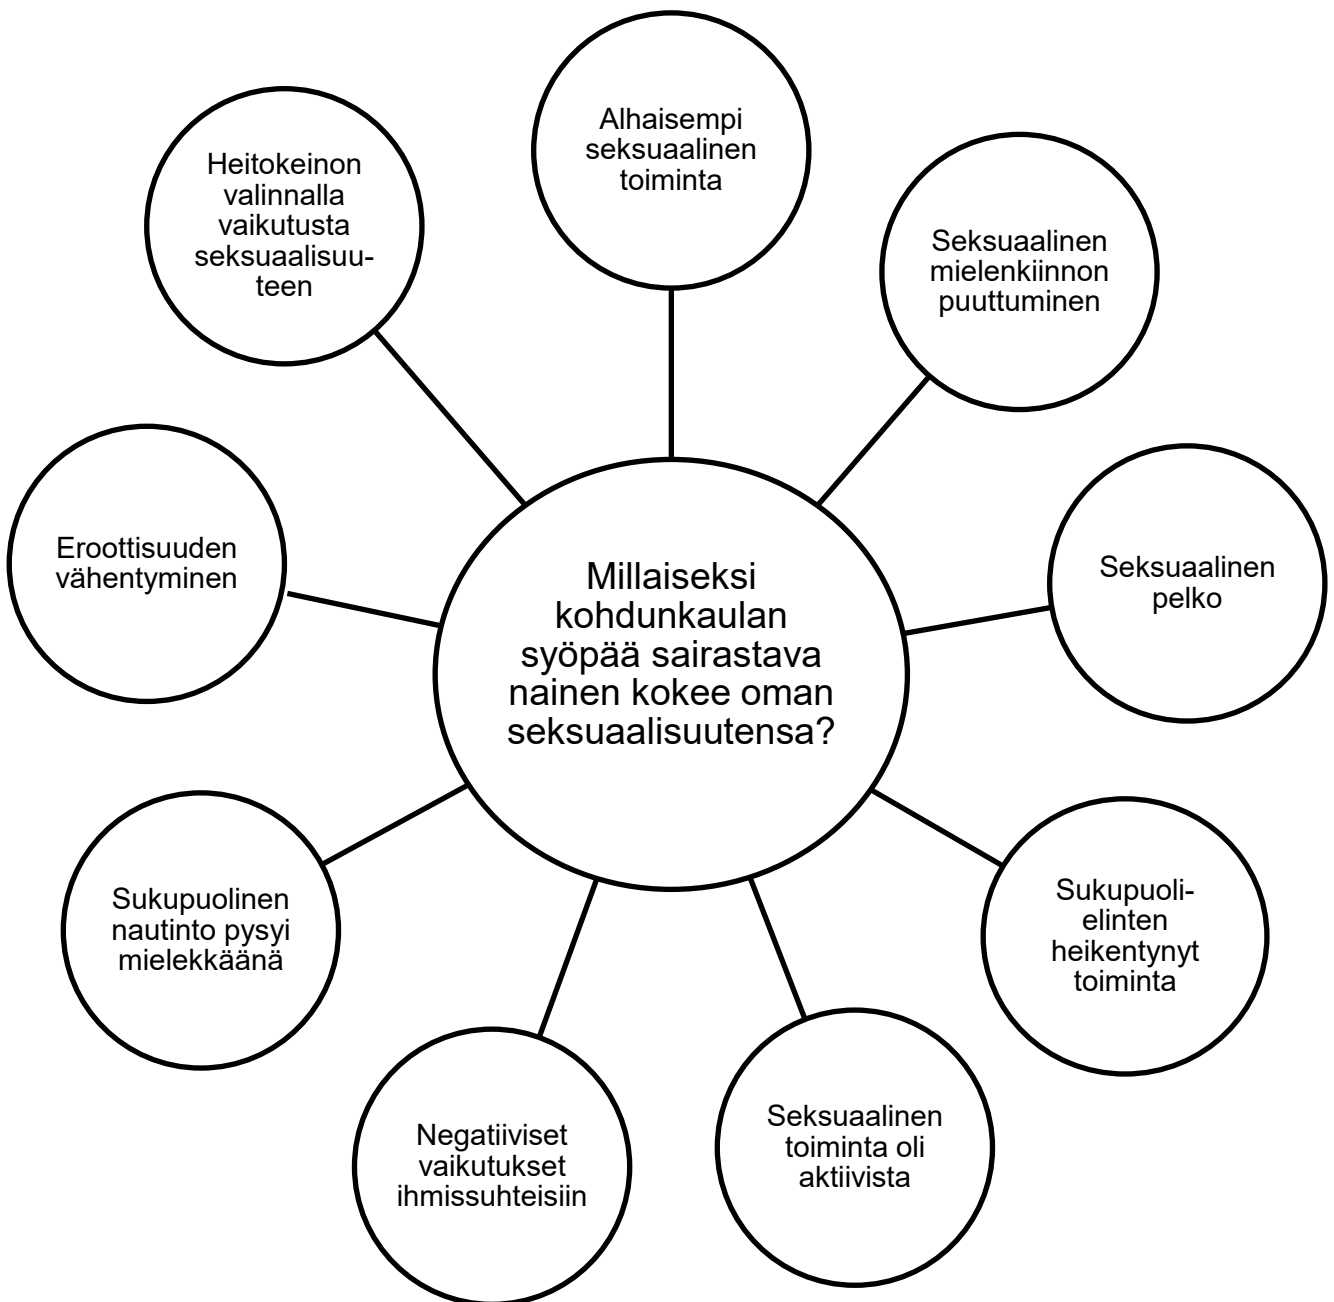 Alhaisempi
seksuaalinen
toiminta
Heitokeinon
valinnalla
vaikutusta
seksuaalisuu-
teen
Seksuaalinen
mielenkiinnon
puuttuminen
Eroottisuuden
vähentyminen
Millaiseksi
kohdunkaulan
syöpää sairastava
nainen kokee oman
seksuaalisuutensa?
Seksuaalinen
pelko
Sukupuolinen
nautinto pysyi
mielekkäänä
Sukupuoli-
elinten
heikentynyt
toiminta
Negatiiviset
vaikutukset
ihmissuhteisiin
Seksuaalinen
toiminta oli
aktiivista